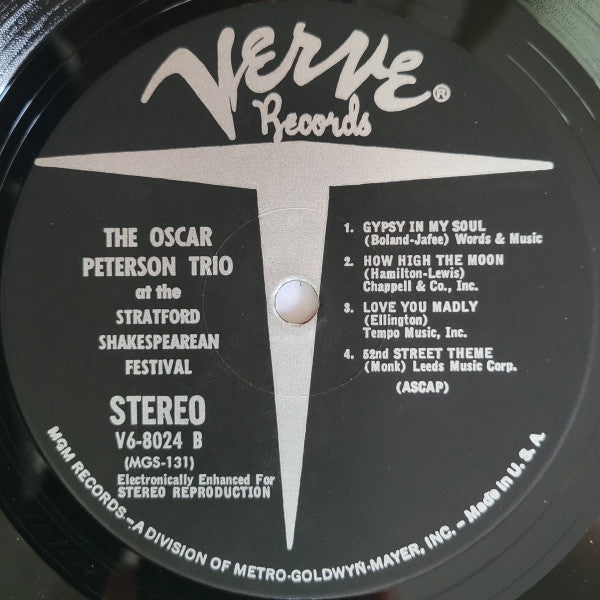 VERVE®
Records
THE OSCAR
PETERSON TRIO
at the
STRATFORD
SHAKESPEAREAN
FESTIVAL
STEREO
V6-8024 B
(MGS-131)
Electronically Enhanced For
STEREO REPRODUCTION
1. GYPSY IN MY SOUL
(Boland-Jafee) Words & Music
2. HOW HIGH THE MOON
(Hamilton-Lewis)
Chappell & Co., Inc.
3. LOVE YOU MADLY
(Ellington)
Tempo Music, Inc.
4. 52nd STREET THEME
(Monk) Leeds Music Corp.
(ASCAP)
MGM RECORDS—A DIVISION OF METRO-GOLDWYN-MAYER, INC. – Made in U. S. A.